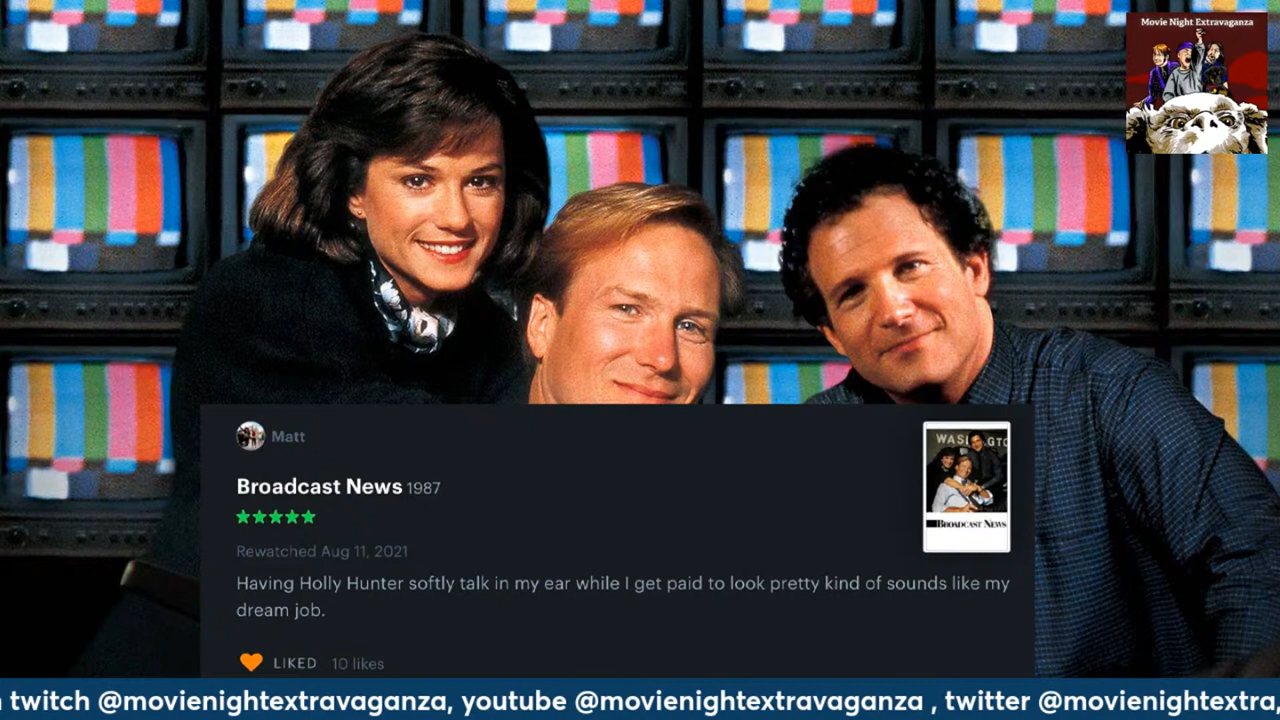 Movie Night Extravaganza
Matt
Broadcast News 1987
Rewatched Aug 11, 2021
Having Holly Hunter softly talk in my ear while I get paid to look pretty kind of sounds like my
dream job.
LIKED 10 likes
BROADCAST NEWS
twitch @movienightextravaganza, youtube @movienightextravaganza , twitter @movienightextra